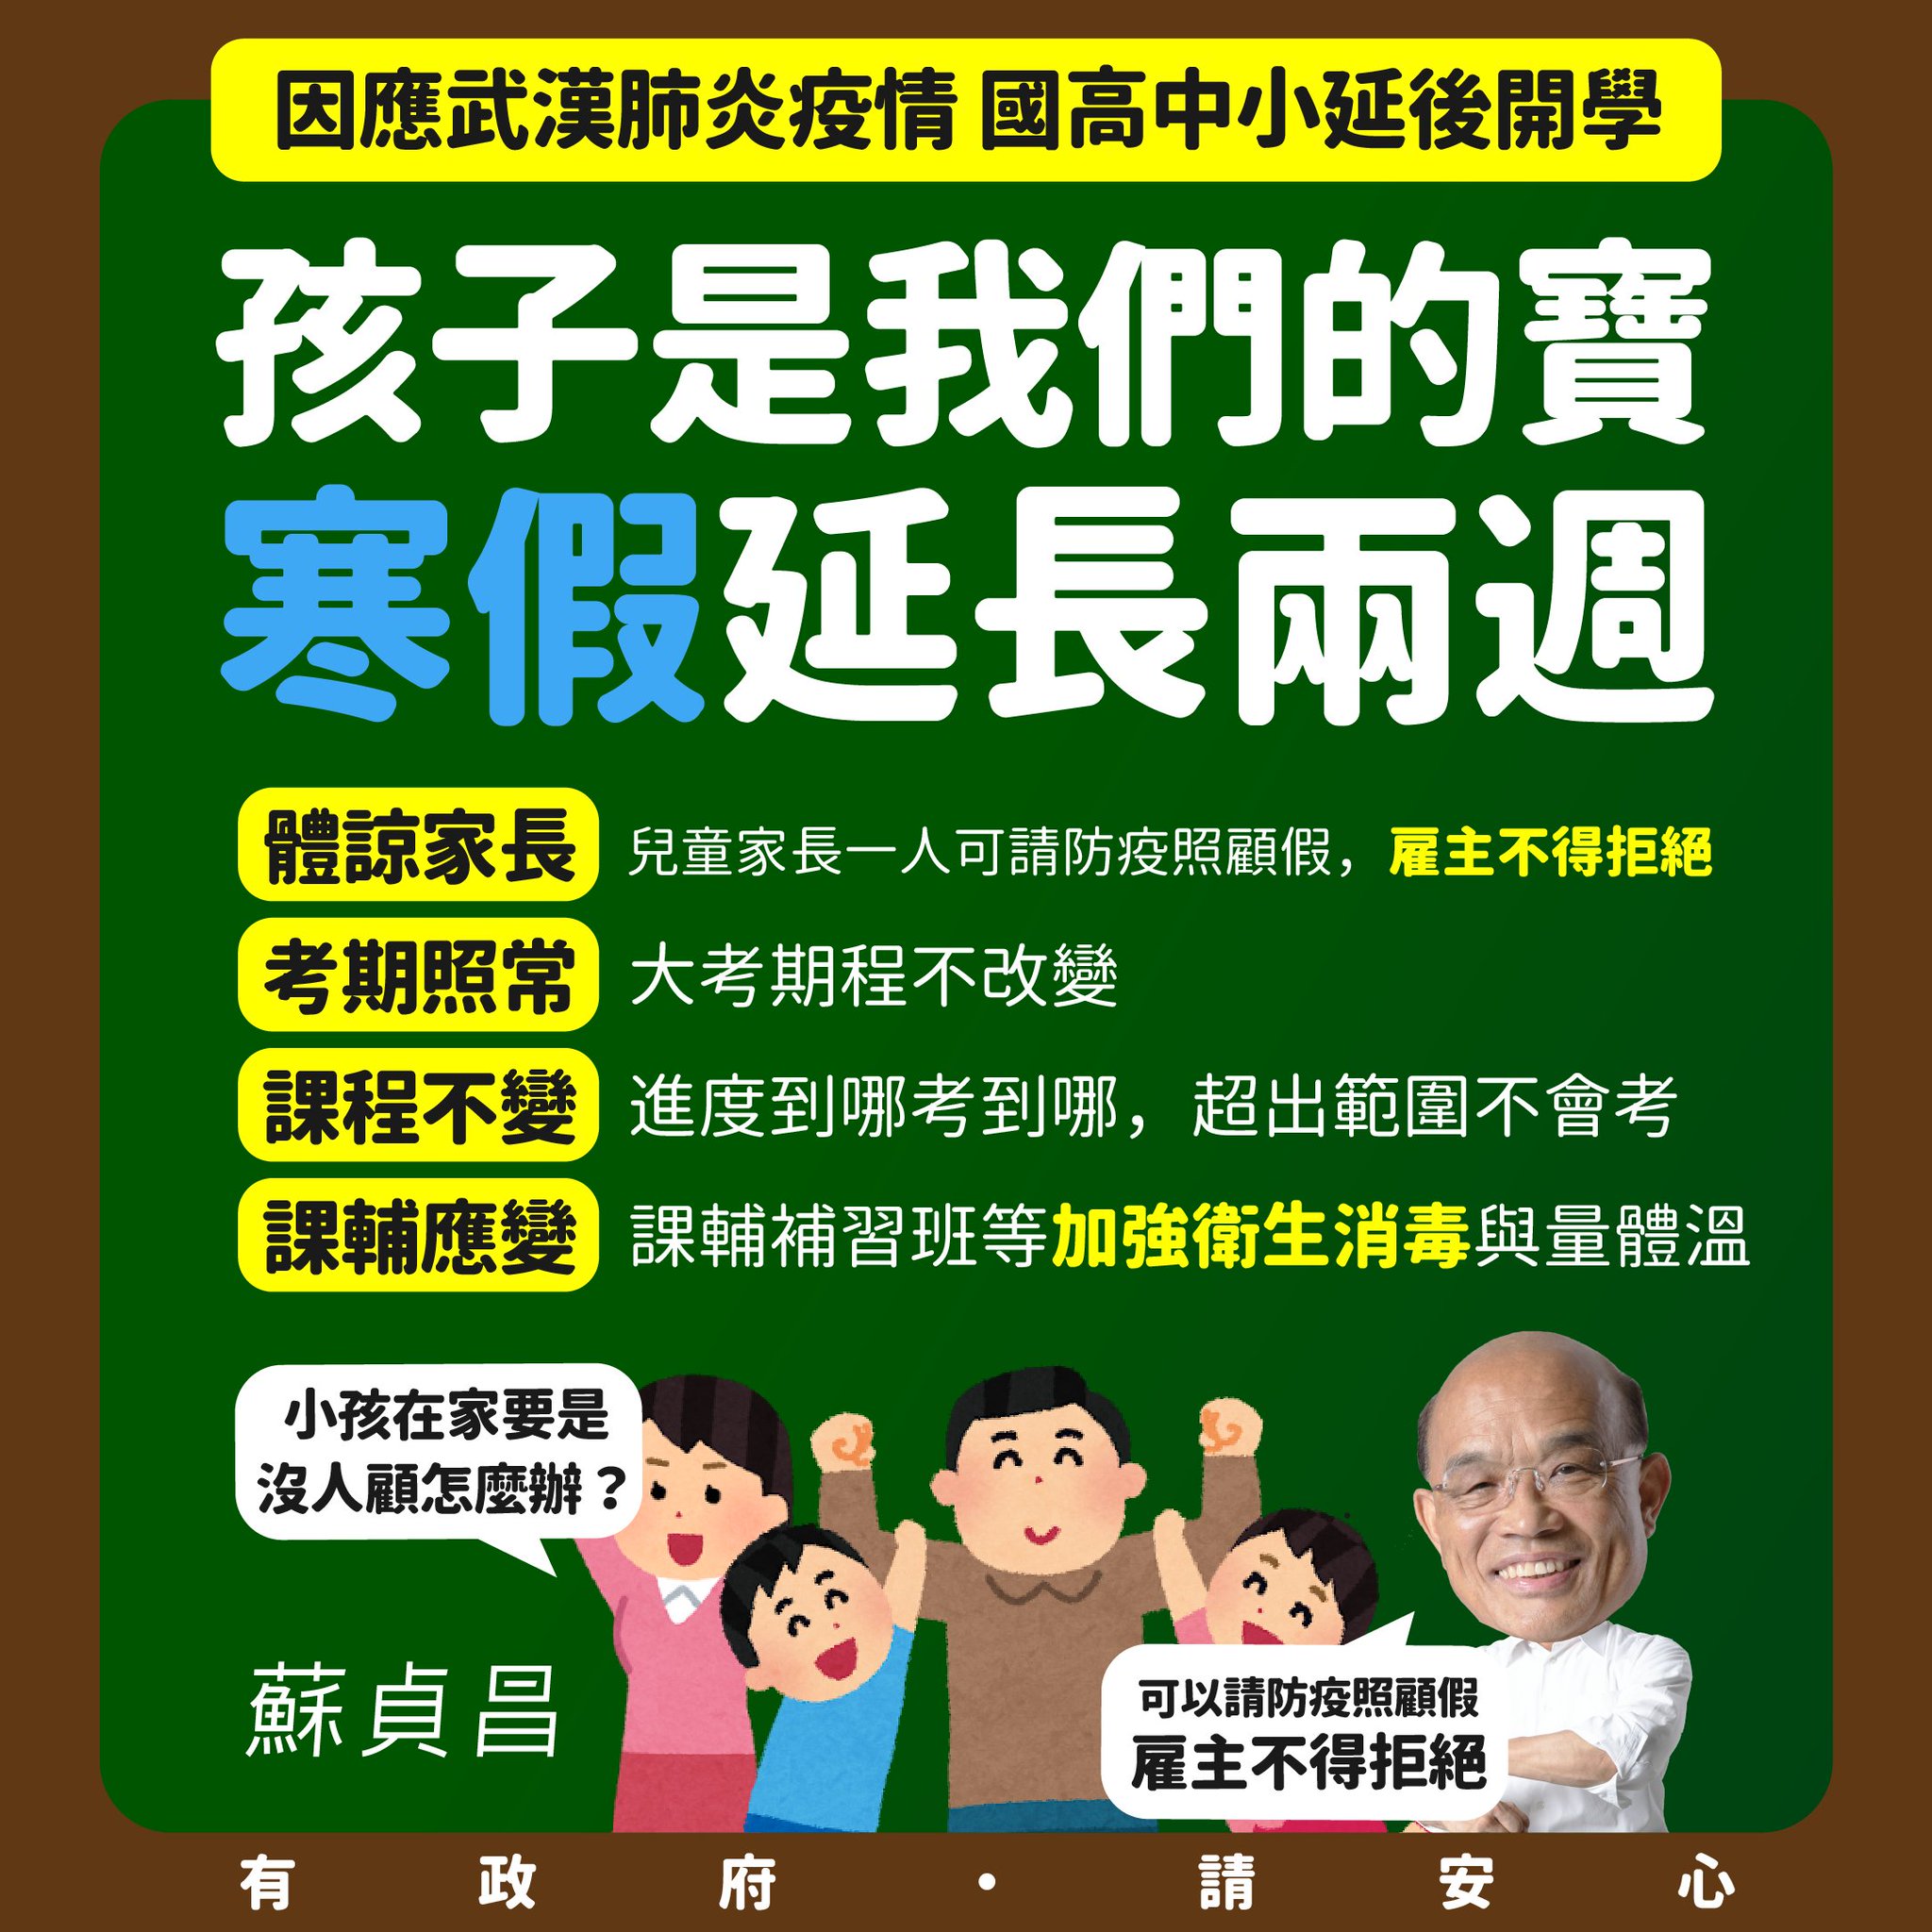 因應武漢肺炎疫情 國高中小延後開學
孩子是我們的寶
寒假延長兩週
體諒家長 兒童家長一人可請防疫照顧假，雇主不得拒絕
考期照常 大考期程不改變
課程不變 進度到哪考到哪，超出範圍不會考
課輔應變 課輔補習班等加強衛生消毒與量體溫
小孩在家要是
沒人顧怎麼辦？
可以請防疫照顧假
雇主不得拒絕
蘇貞昌
有政府・請安心